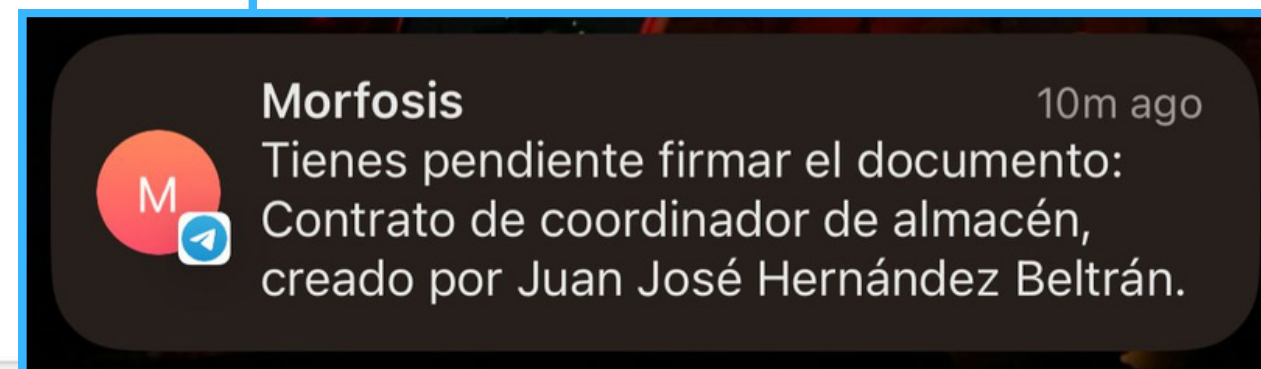 Morfosis
10m ago
Tienes pendiente firmar el documento:
Contrato de coordinador de almacén,
creado por Juan José Hernández Beltrán.
M